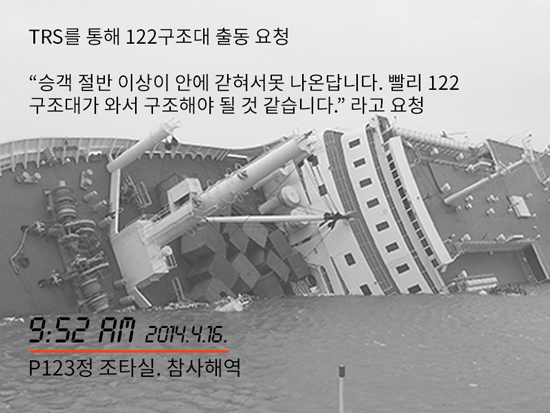 TRS를 통해 122구조대 출동 요청
“승객 절반 이상이 안에 갇혀서못 나온답니다. 빨리 122
구조대가 와서 구조해야 될 것 같습니다.” 라고 요청
9:52 AM 2014.4.16.
P123정 조타실. 참사해역